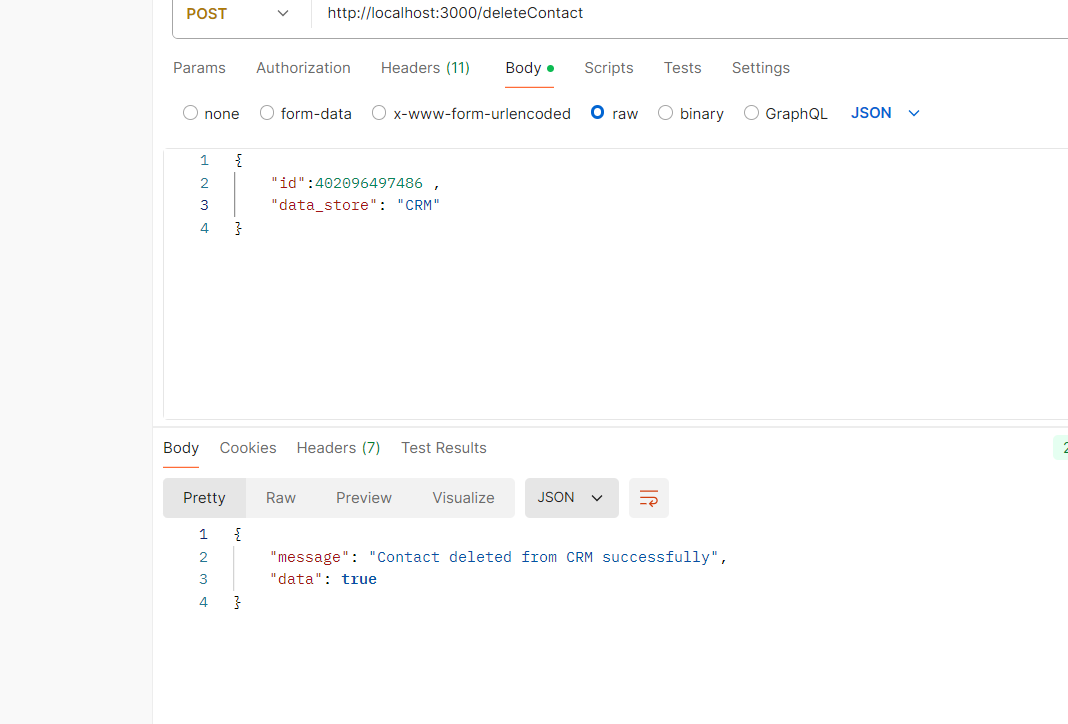 POST http://localhost:3000/deleteContact
Params Authorization Headers (11) Body Scripts Tests Settings
none form-data x-www-form-urlencoded raw binary GraphQL JSON
1 {
2 "id":402096497486 ,
3 "data_store": "CRM"
4 }
Body Cookies Headers (7) Test Results 2
Pretty Raw Preview Visualize JSON
1 {
2 "message": "Contact deleted from CRM successfully",
3 "data": true
4 }